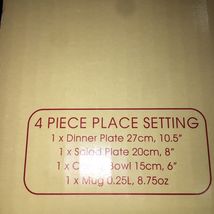 4 PIECE PLACE SETTING
1 x Dinner Plate 27cm, 10.5"
1 x Salad Plate 20cm, 8"
1 x Bowl 15cm, 6"
1 x Mug 0.25L, 8.75oz